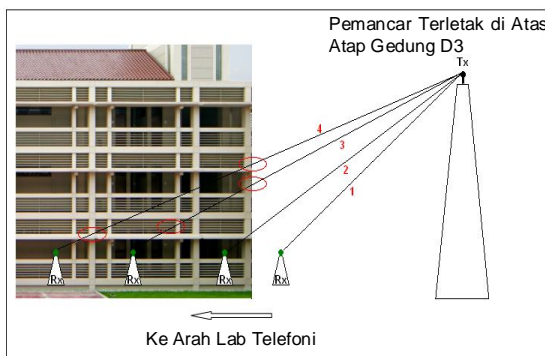 Pemancar Terletak di Atas
Atap Gedung D3
Tx
4
3
2
1
Rx
Rx
Rx
Rx
Ke Arah Lab Telefoni